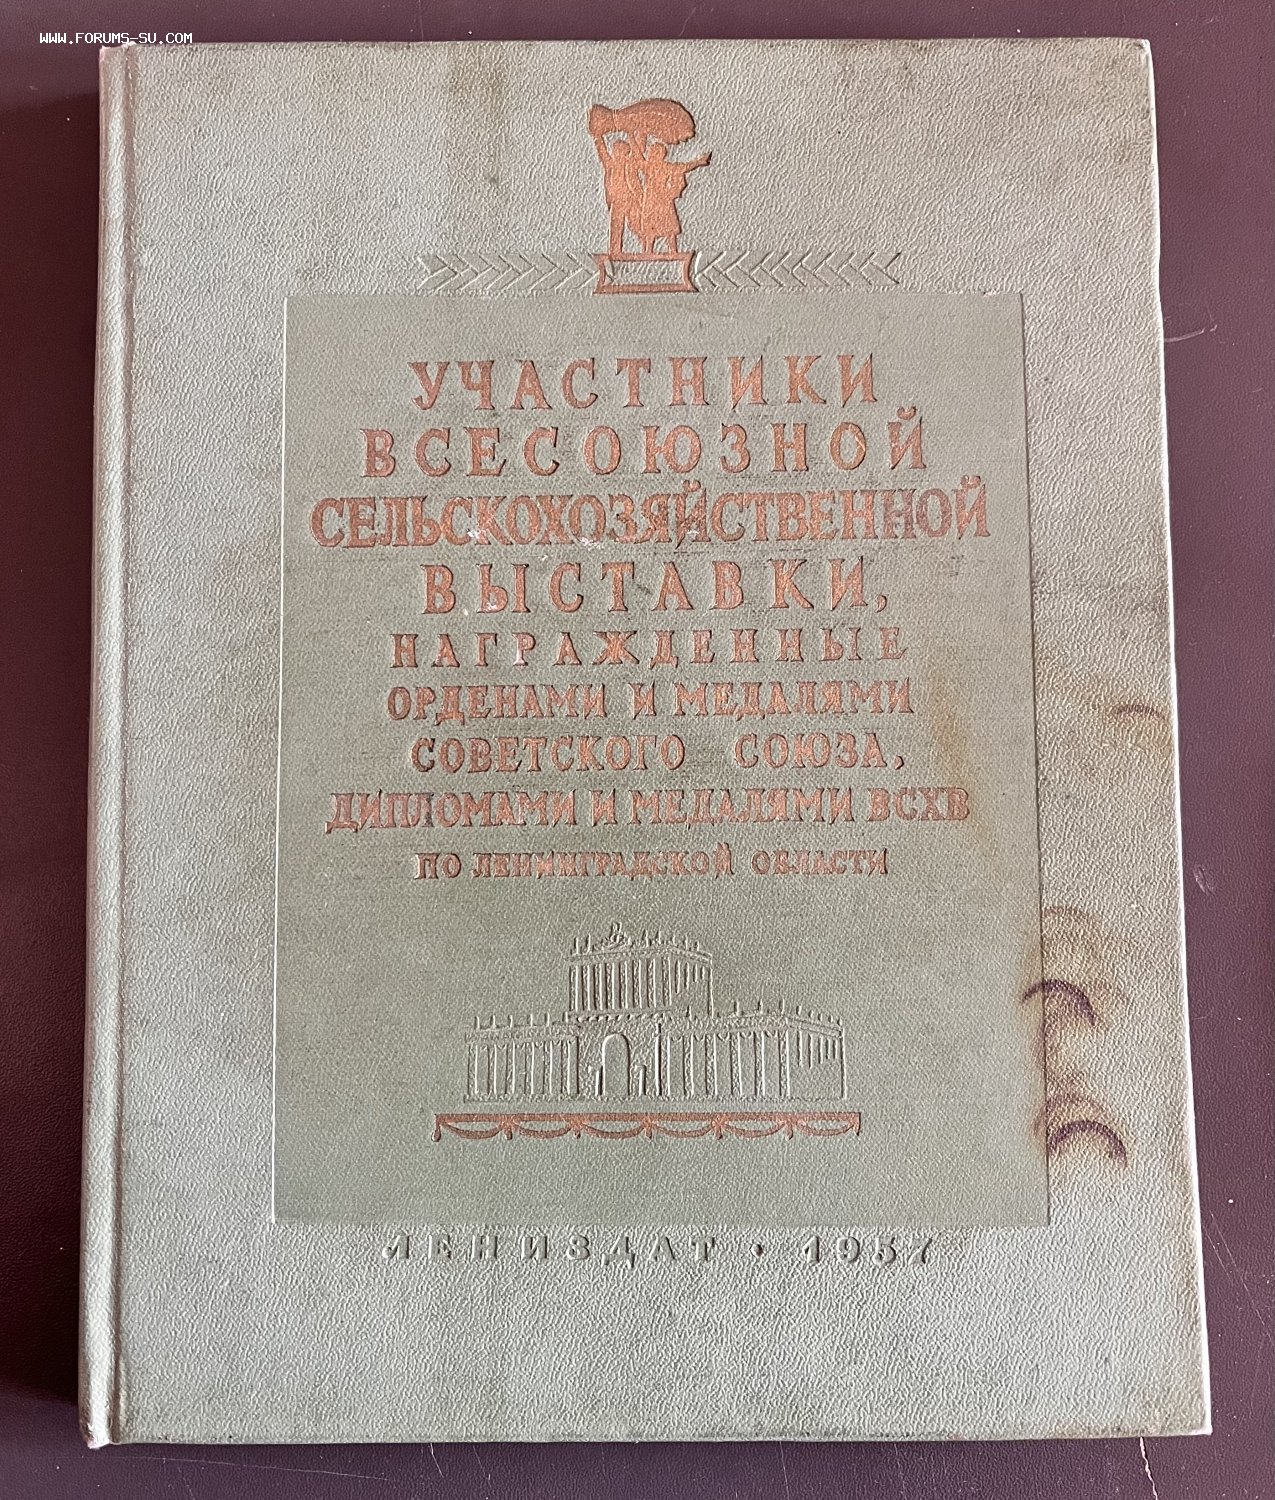 www.forums-su.com
УЧАСТНИКИ
ВСЕСОЮЗНОЙ
СЕЛЬСКОХОЗЯЙСТВЕННОЙ
ВЫСТАВКИ,
НАГРАЖДЕННЫЕ
ОРДЕНАМИ И МЕДАЛЯМИ
СОВЕТСКОГО СОЮЗА,
ДИПЛОМАМИ И МЕДАЛЯМИ ВСХВ
ПО ЛЕНИНГРАДСКОЙ ОБЛАСТИ
ЛЕНИЗДАТ • 1957